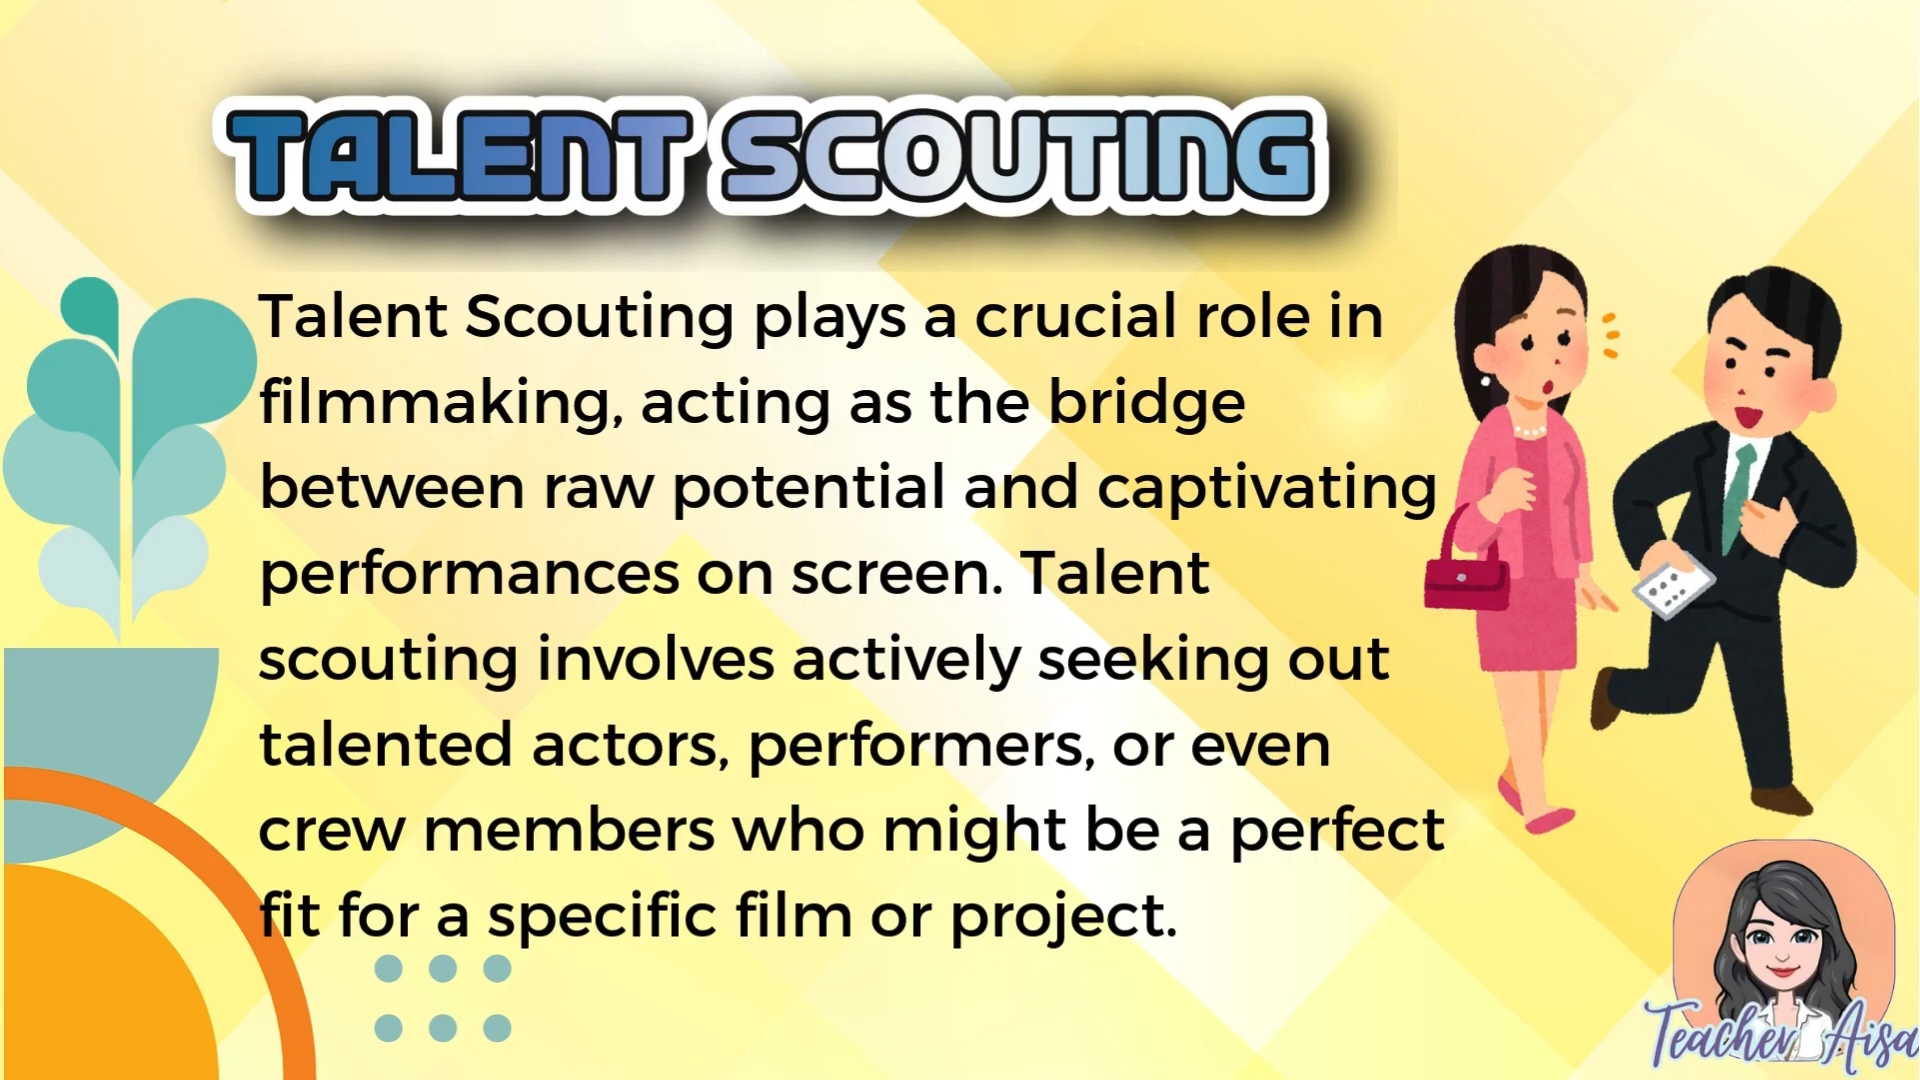 TALENT SCOUTING
Talent Scouting plays a crucial role in
filmmaking, acting as the bridge
between raw potential and captivating
performances on screen. Talent
scouting involves actively seeking out
talented actors, performers, or even
crew members who might be a perfect
fit for a specific film or project.
Teacher Aisa